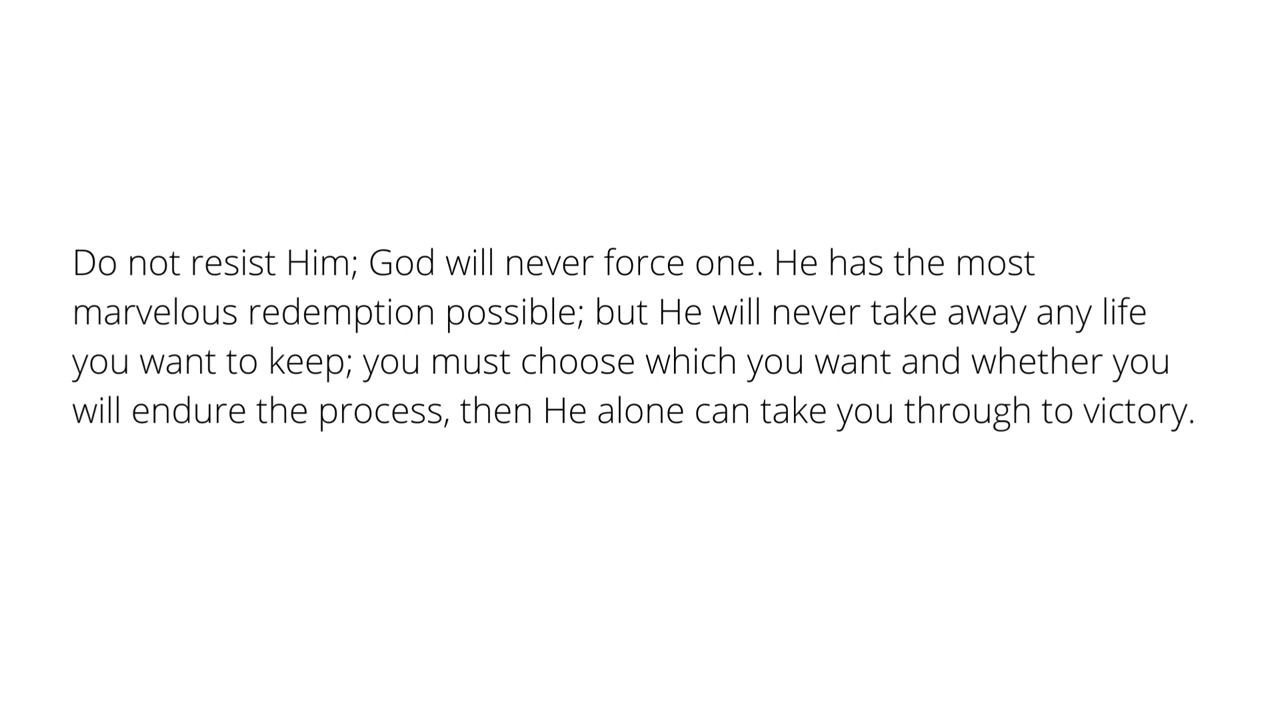 Do not resist Him; God will never force one. He has the most
marvelous redemption possible; but He will never take away any life
you want to keep; you must choose which you want and whether you
will endure the process, then He alone can take you through to victory.